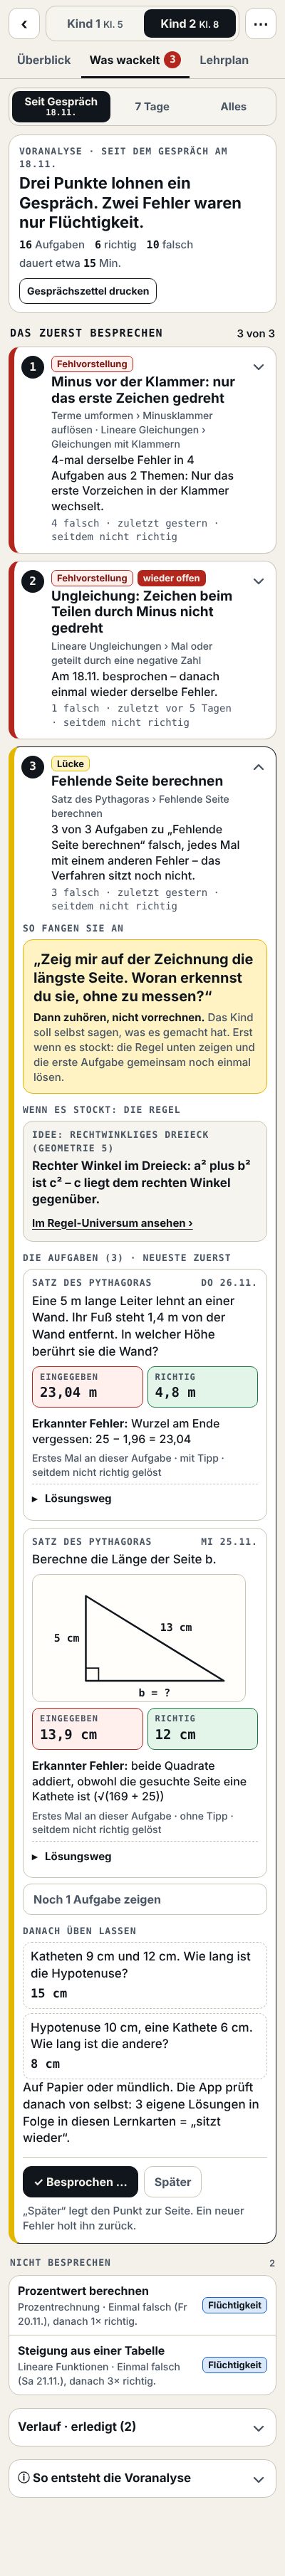 ‹ Kind 1 Kl. 5 Kind 2 Kl. 8 ···
Überblick Was wackelt 3 Lehrplan
Seit Gespräch 7 Tage Alles
18.11.
VORANALYSE · SEIT DEM GESPRÄCH AM
18.11.
Drei Punkte lohnen ein
Gespräch. Zwei Fehler waren
nur Flüchtigkeit.
16 Aufgaben 6 richtig 10 falsch
dauert etwa 15 Min.
Gesprächszettel drucken
DAS ZUERST BESPRECHEN 3 von 3
1 Fehlvorstellung
Minus vor der Klammer: nur
das erste Zeichen gedreht
Terme umformen › Minusklammer
auflösen · Lineare Gleichungen ›
Gleichungen mit Klammern
4-mal derselbe Fehler in 4
Aufgaben aus 2 Themen: Nur das
erste Vorzeichen in der Klammer
wechselt.
4 falsch · zuletzt gestern ·
seitdem nicht richtig
2 Fehlvorstellung wieder offen
Ungleichung: Zeichen beim
Teilen durch Minus nicht
gedreht
Lineare Ungleichungen › Mal oder
geteilt durch eine negative Zahl
Am 18.11. besprochen – danach
einmal wieder derselbe Fehler.
1 falsch · zuletzt vor 5 Tagen
· seitdem nicht richtig
3 Lücke
Fehlende Seite berechnen
Satz des Pythagoras › Fehlende Seite
berechnen
3 von 3 Aufgaben zu „Fehlende
Seite berechnen“ falsch, jedes Mal
mit einem anderen Fehler – das
Verfahren sitzt noch nicht.
3 falsch · zuletzt gestern ·
seitdem nicht richtig
SO FANGEN SIE AN
„Zeig mir auf der Zeichnung die
längste Seite. Woran erkennst
du sie, ohne zu messen?“
Dann zuhören, nicht vorrechnen. Das Kind
soll selbst sagen, was es gemacht hat. Erst
wenn es stockt: die Regel unten zeigen und
die erste Aufgabe gemeinsam noch einmal
lösen.
WENN ES STOCKT: DIE REGEL
IDEE: RECHTWINKLIGES DREIECK
(GEOMETRIE 5)
Rechter Winkel im Dreieck: a² plus b²
ist c² – c liegt dem rechten Winkel
gegenüber.
Im Regel-Universum ansehen ›
DIE AUFGABEN (3) · NEUESTE ZUERST
SATZ DES PYTHAGORAS DO 26.11.
Eine 5 m lange Leiter lehnt an einer
Wand. Ihr Fuß steht 1,4 m von der
Wand entfernt. In welcher Höhe
berührt sie die Wand?
EINGEGEBEN RICHTIG
23,04 m 4,8 m
Erkannter Fehler: Wurzel am Ende
vergessen: 25 − 1,96 = 23,04
Erstes Mal an dieser Aufgabe · mit Tipp ·
seitdem nicht richtig gelöst
▸ Lösungsweg
SATZ DES PYTHAGORAS MI 25.11.
Berechne die Länge der Seite b.
5 cm 13 cm
b = ?
EINGEGEBEN RICHTIG
13,9 cm 12 cm
Erkannter Fehler: beide Quadrate
addiert, obwohl die gesuchte Seite eine
Kathete ist (√(169 + 25))
Erstes Mal an dieser Aufgabe · ohne Tipp ·
seitdem nicht richtig gelöst
▸ Lösungsweg
Noch 1 Aufgabe zeigen
DANACH ÜBEN LASSEN
Katheten 9 cm und 12 cm. Wie lang ist
die Hypotenuse?
15 cm
Hypotenuse 10 cm, eine Kathete 6 cm.
Wie lang ist die andere?
8 cm
Auf Papier oder mündlich. Die App prüft
danach von selbst: 3 eigene Lösungen in
Folge in diesen Lernkarten = „sitzt
wieder“.
✓ Besprochen … Später
„Später“ legt den Punkt zur Seite. Ein neuer
Fehler holt ihn zurück.
NICHT BESPRECHEN 2
Prozentwert berechnen
Prozentrechnung · Einmal falsch (Fr
20.11.), danach 1× richtig.
Flüchtigkeit
Steigung aus einer Tabelle
Lineare Funktionen · Einmal falsch
(Sa 21.11.), danach 3× richtig.
Flüchtigkeit
Verlauf · erledigt (2)
ⓘ So entsteht die Voranalyse